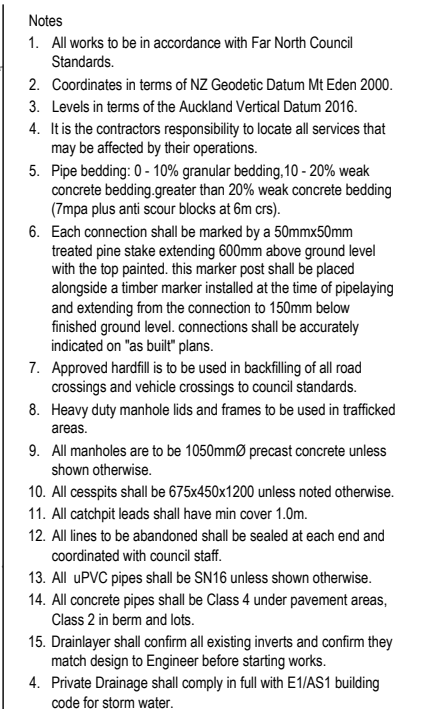 Notes
1. All works to be in accordance with Far North Council
Standards.
2. Coordinates in terms of NZ Geodetic Datum Mt Eden 2000.
3. Levels in terms of the Auckland Vertical Datum 2016.
4. It is the contractors responsibility to locate all services that
may be affected by their operations.
5. Pipe bedding: 0 - 10% granular bedding,10 - 20% weak
concrete bedding.greater than 20% weak concrete bedding
(7mpa plus anti scour blocks at 6m crs).
6. Each connection shall be marked by a 50mmx50mm
treated pine stake extending 600mm above ground level
with the top painted. this marker post shall be placed
alongside a timber marker installed at the time of pipelaying
and extending from the connection to 150mm below
finished ground level. connections shall be accurately
indicated on "as built" plans.
7. Approved hardfill is to be used in backfilling of all road
crossings and vehicle crossings to council standards.
8. Heavy duty manhole lids and frames to be used in trafficked
areas.
9. All manholes are to be 1050mmØ precast concrete unless
shown otherwise.
10. All cesspits shall be 675x450x1200 unless noted otherwise.
11. All catchpit leads shall have min cover 1.0m.
12. All lines to be abandoned shall be sealed at each end and
coordinated with council staff.
13. All uPVC pipes shall be SN16 unless shown otherwise.
14. All concrete pipes shall be Class 4 under pavement areas,
Class 2 in berm and lots.
15. Drainlayer shall confirm all existing inverts and confirm they
match design to Engineer before starting works.
4. Private Drainage shall comply in full with E1/AS1 building
code for storm water.